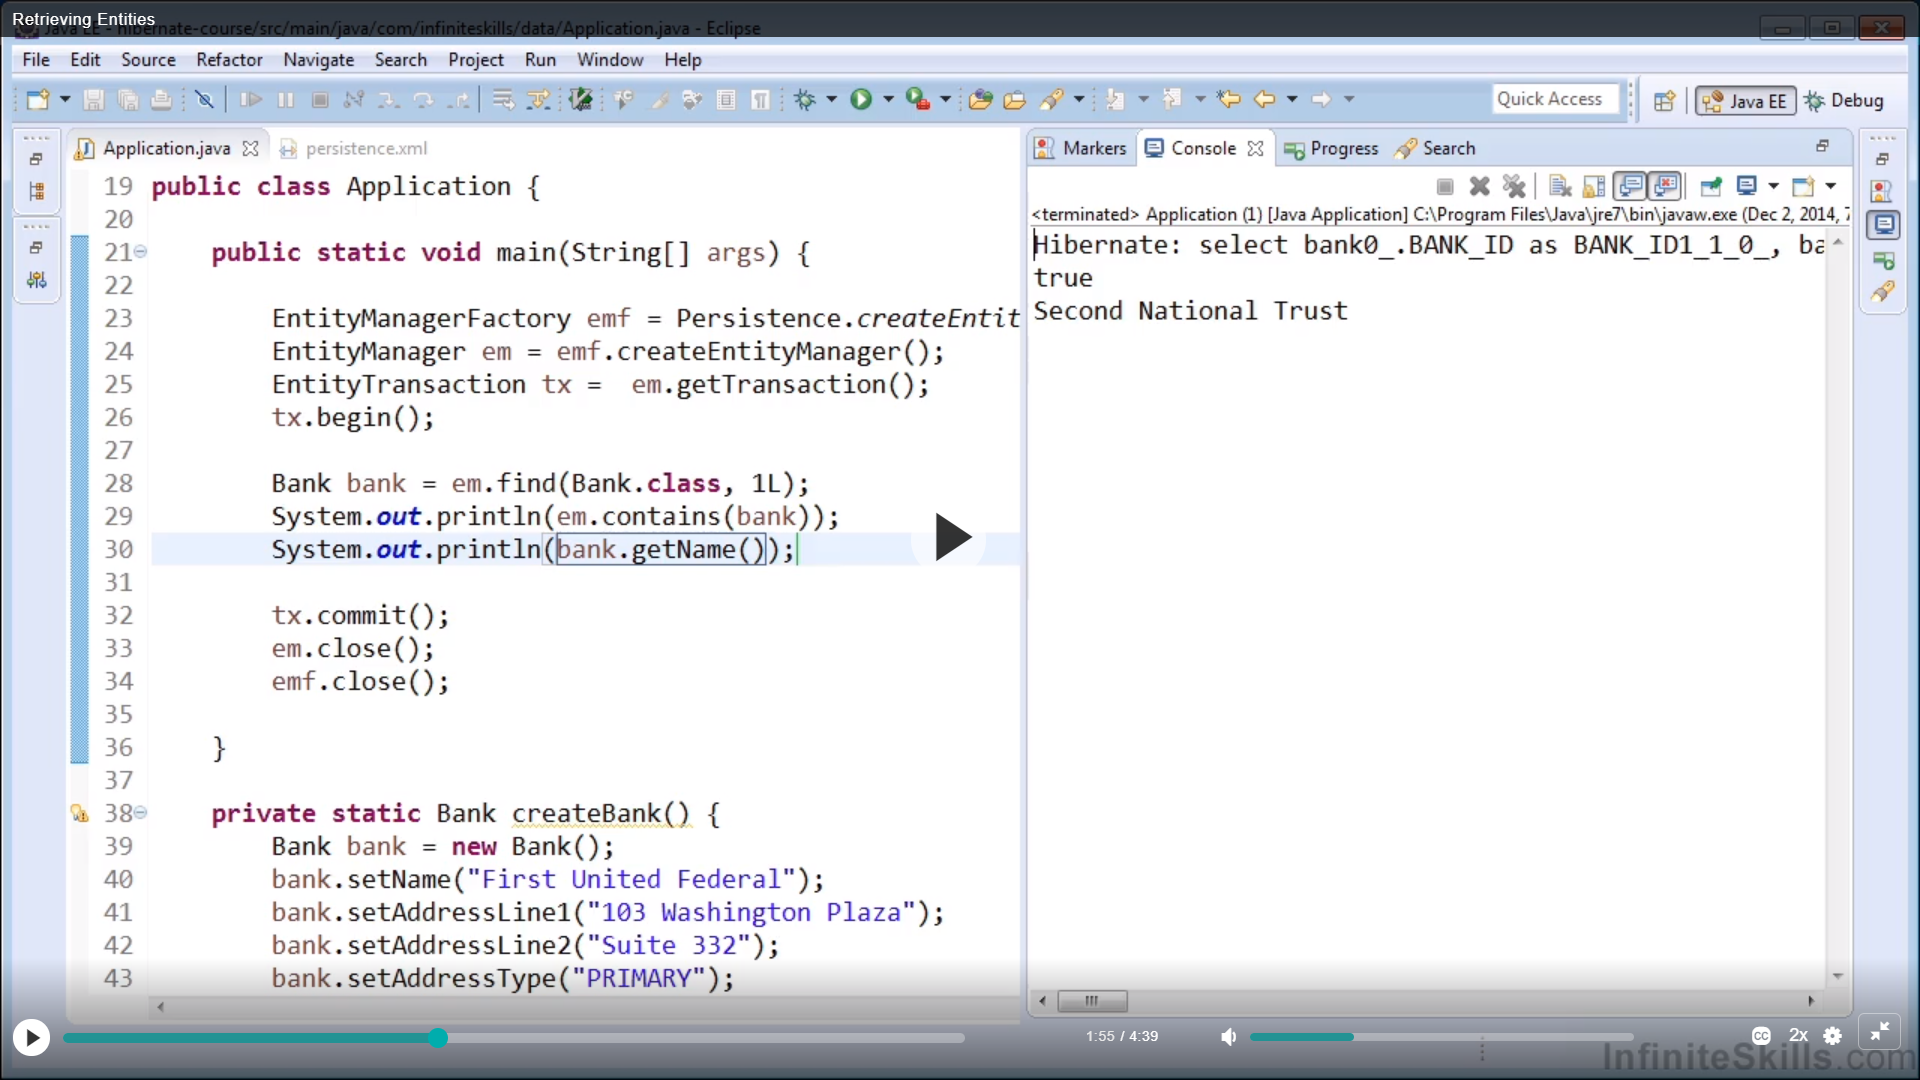 Retrieving Entities
Java EE - hibernate-course/src/main/java/com/infiniteskills/data/Application.java - Eclipse
File Edit Source Refactor Navigate Search Project Run Window Help
Quick Access
Java EE
Debug
Application.java
persistence.xml
19 public class Application {
20
21 public static void main(String[] args) {
22
23 EntityManagerFactory emf = Persistence.createEntit
24 EntityManager em = emf.createEntityManager();
25 EntityTransaction tx =  em.getTransaction();
26 tx.begin();
27
28 Bank bank = em.find(Bank.class, 1L);
29 System.out.println(em.contains(bank));
30 System.out.println(bank.getName());
31
32 tx.commit();
33 em.close();
34 emf.close();
35
36 }
37
38 private static Bank createBank() {
39 Bank bank = new Bank();
40 bank.setName("First United Federal");
41 bank.setAddressLine1("103 Washington Plaza");
42 bank.setAddressLine2("Suite 332");
43 bank.setAddressType("PRIMARY");
Markers Console Progress Search
<terminated> Application (1) [Java Application] C:\Program Files\Java\jre7\bin\javaw.exe (Dec 2, 2014, 7
Hibernate: select bank0_.BANK_ID as BANK_ID1_1_0_, ba
true
Second National Trust
1:55 / 4:39
CC
2x
InfiniteSkills.com